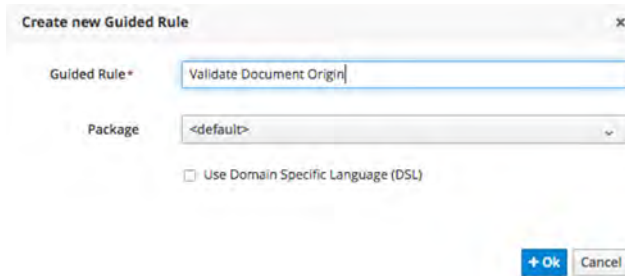 Create new Guided Rule ×
Guided Rule* Validate Document Origin
Package <default>
Use Domain Specific Language (DSL)
+ Ok Cancel